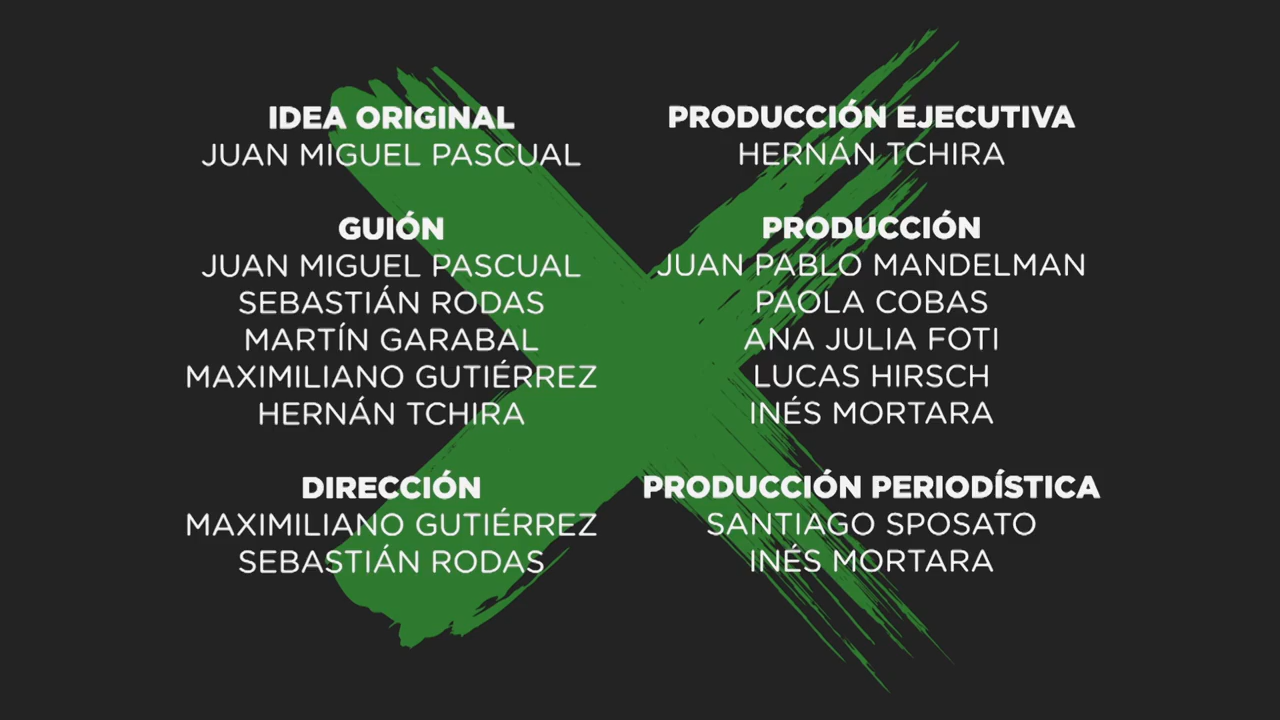 IDEA ORIGINAL
JUAN MIGUEL PASCUAL
GUIÓN
JUAN MIGUEL PASCUAL
SEBASTIÁN RODAS
MARTÍN GARABAL
MAXIMILIANO GUTIÉRREZ
HERNÁN TCHIRA
DIRECCIÓN
MAXIMILIANO GUTIÉRREZ
SEBASTIÁN RODAS
PRODUCCIÓN EJECUTIVA
HERNÁN TCHIRA
PRODUCCIÓN
JUAN PABLO MANDELMAN
PAOLA COBAS
ANA JULIA FOTI
LUCAS HIRSCH
INÉS MORTARA
PRODUCCIÓN PERIODÍSTICA
SANTIAGO SPOSATO
INÉS MORTARA